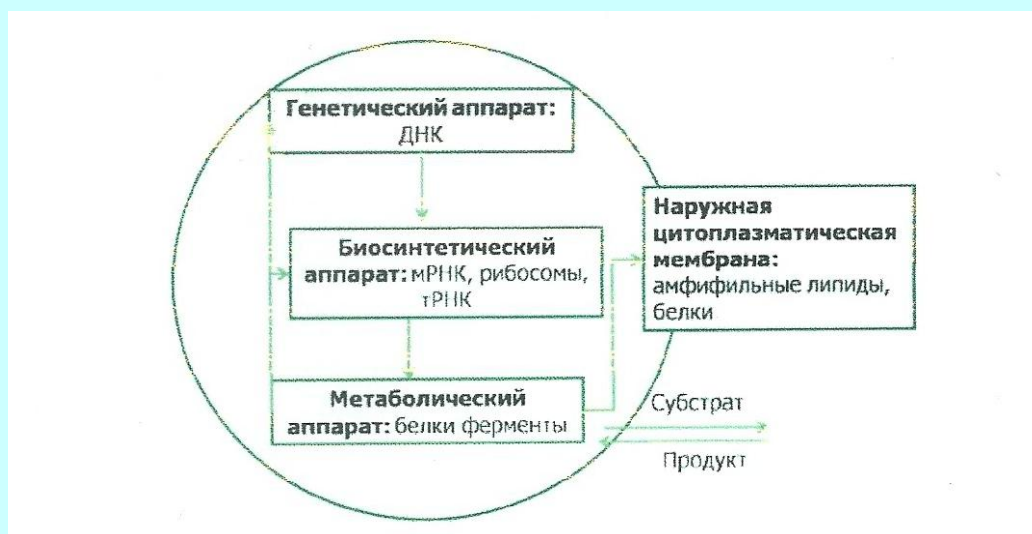 Генетический аппарат:
ДНК
Биосинтетический
аппарат: мРНК, рибосомы,
тРНК
Метаболический
аппарат: белки ферменты
Наружная
цитоплазматическая
мембрана:
амфифильные липиды,
белки
Субстрат
Продукт